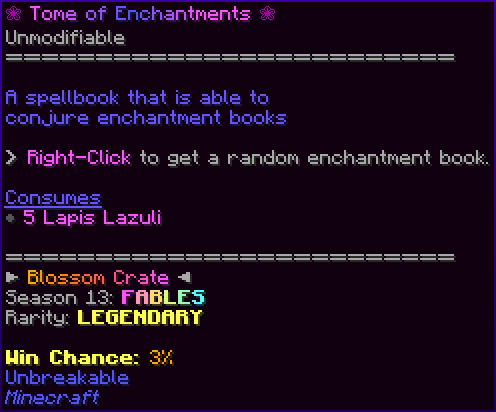 ❀ Tome of Enchantments ❀
Unmodifiable
============================
A spellbook that is able to
conjure enchantment books
> Right-Click to get a random enchantment book.
Consumes
• 5 Lapis Lazuli
============================
► Blossom Crate ◄
Season 13: FABLES
Rarity: LEGENDARY
Win Chance: 3%
Unbreakable
Minecraft